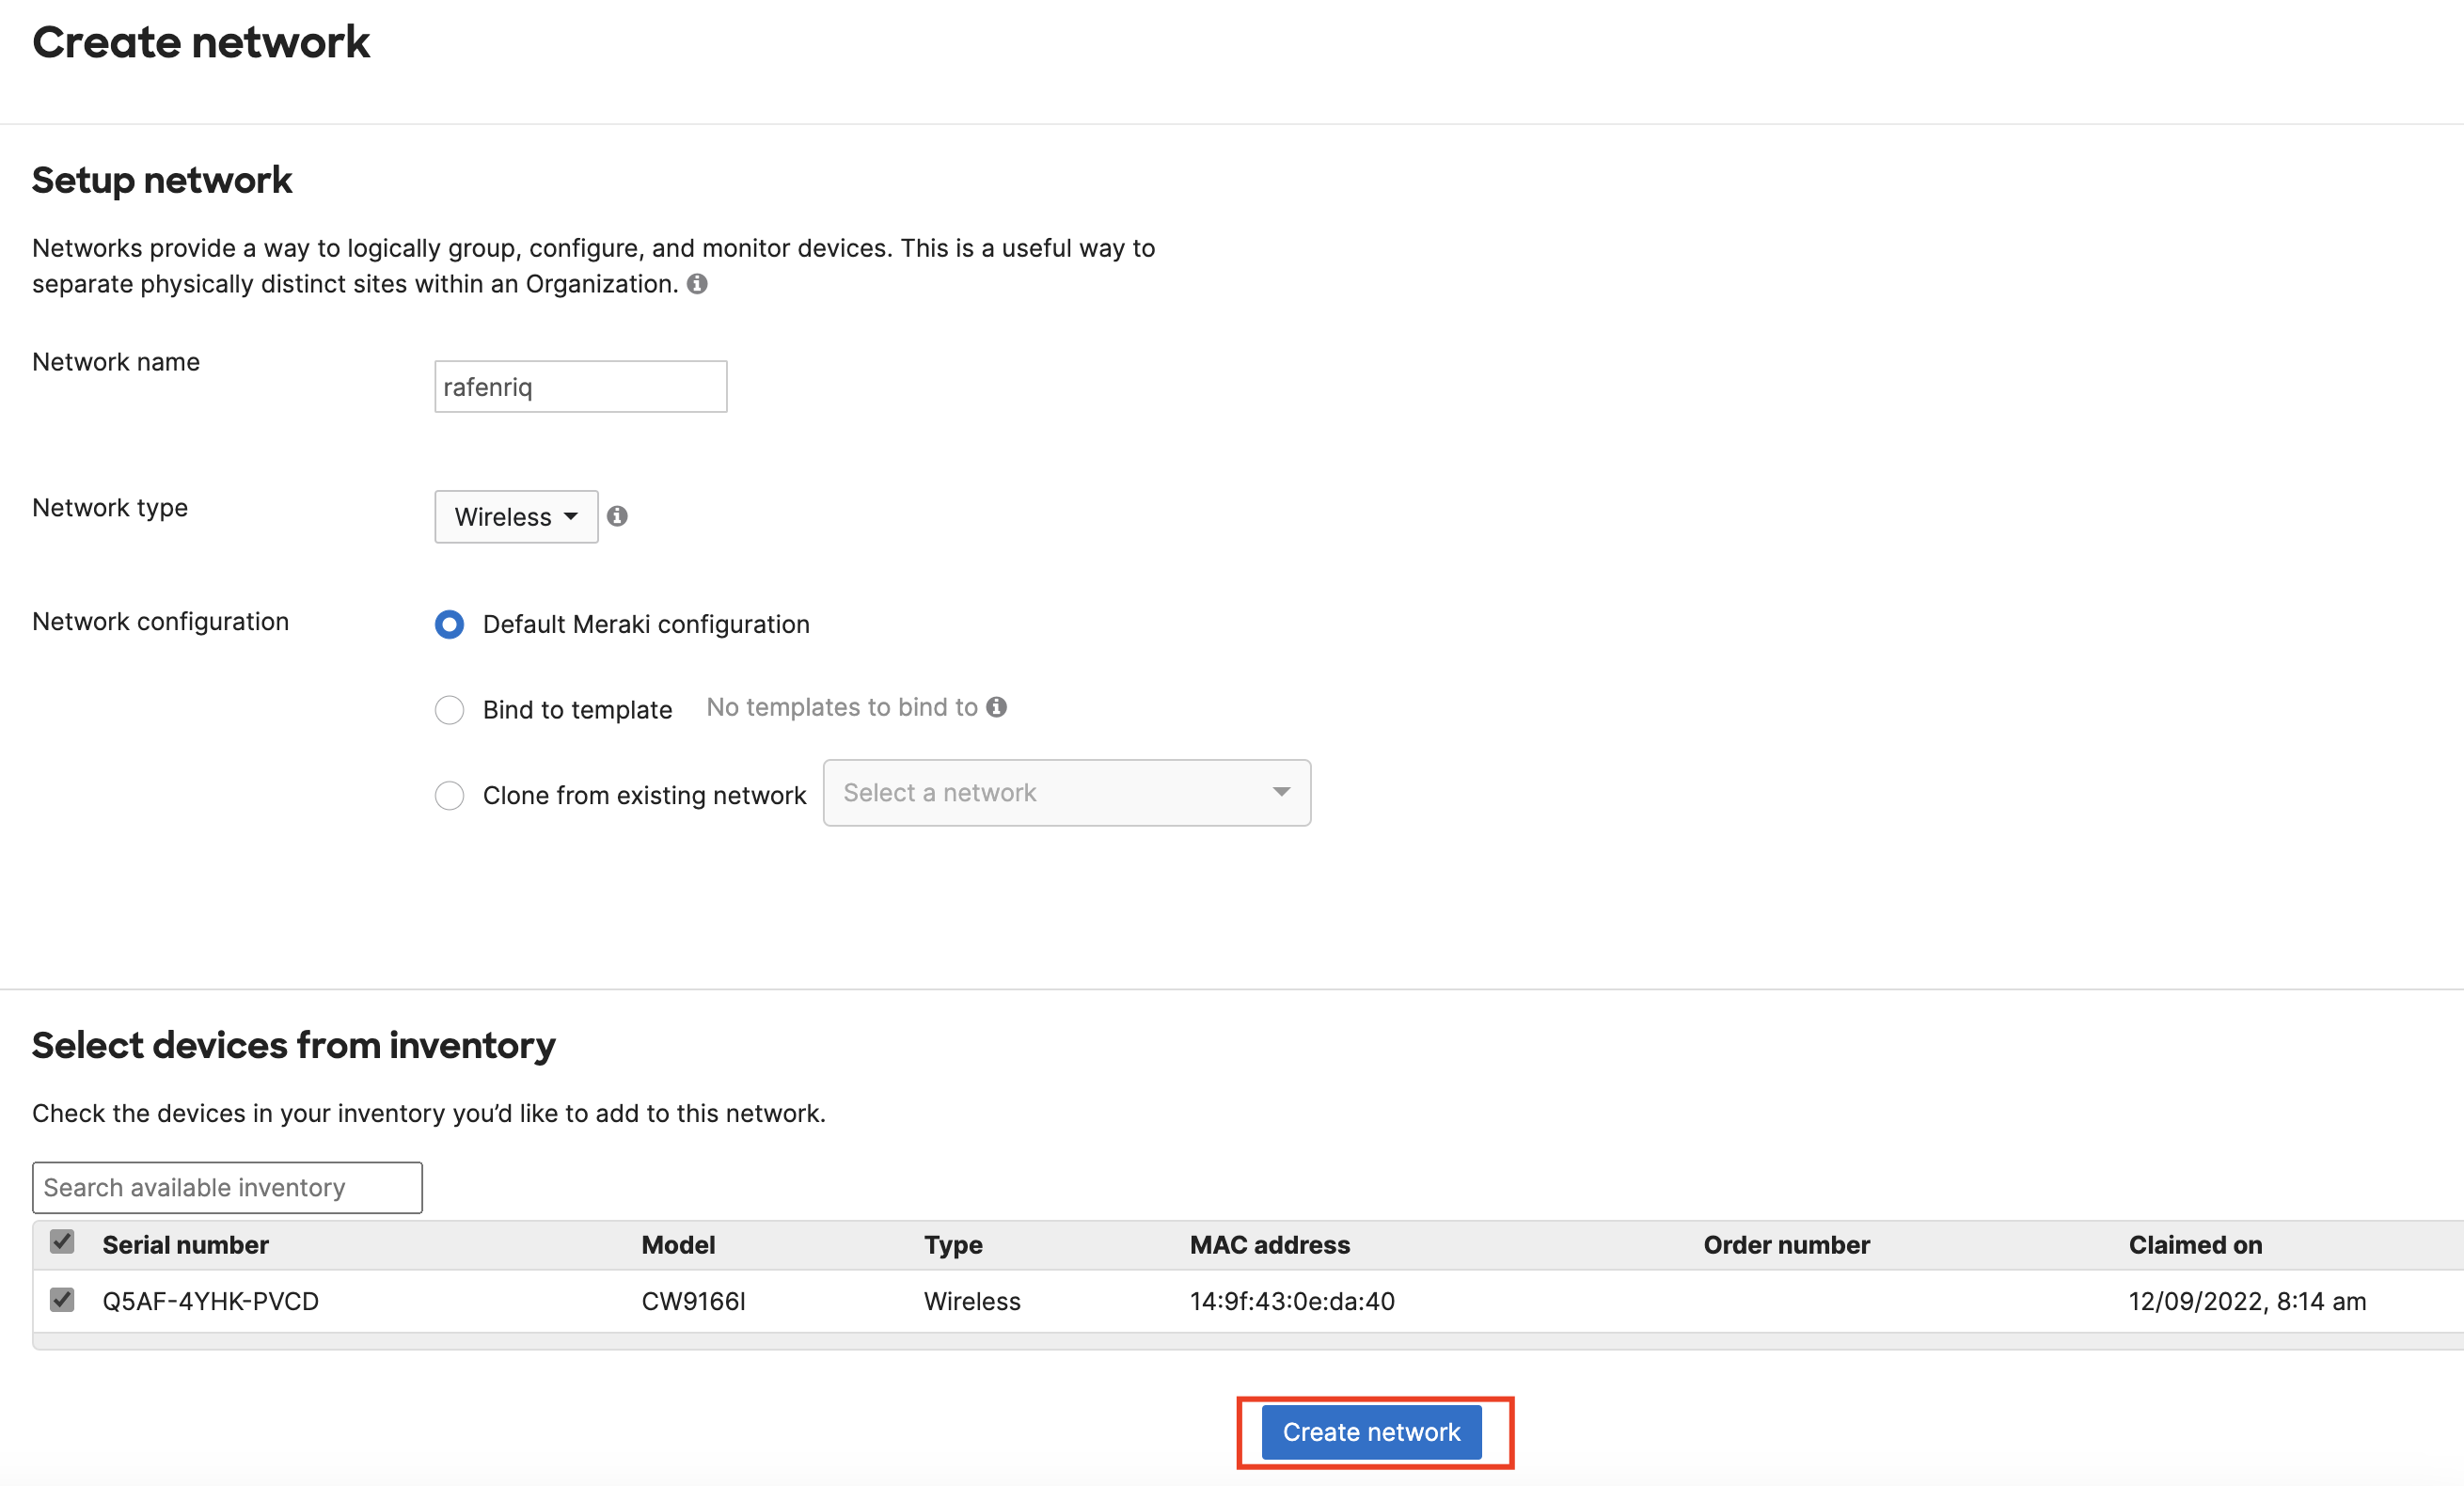 Create network
Setup network
Networks provide a way to logically group, configure, and monitor devices. This is a useful way to
separate physically distinct sites within an Organization.
Network name
rafenriq
Network type
Wireless
Network configuration
Default Meraki configuration
Bind to template No templates to bind to
Clone from existing network Select a network
Select devices from inventory
Check the devices in your inventory you’d like to add to this network.
Search available inventory
Serial number Model Type MAC address Order number Claimed on
Q5AF-4YHK-PVCD CW9166I Wireless 14:9f:43:0e:da:40 12/09/2022, 8:14 am
Create network